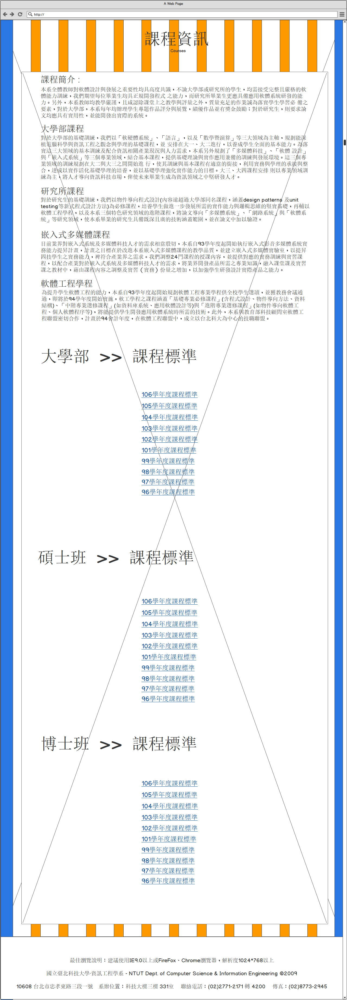 A Web Page
http://
課程資訊
Courses
課程簡介：
本系全體教師對軟體設計與發展之重要性均具高度共識，不論大學部或研究所的學生，均需接受完整且嚴格的軟
體能力訓練，我們期望每位畢業生均具正規開發程式 之能力，而研究所畢業生更應具備應用軟體系統研發的能
力。另外，本系教師均教學嚴謹，且咸認除課堂上之教學與評量之外，質量充足的作業誠為落實學生學習必 備之
要素，對於大學部，本系每年均辦理學生專題作品評分與展覽，績優作品並有獎金鼓勵；對於研究生，則要求論
文均應具有實用性，並能開發出實際的系統。
大學部課程
對於大學部的基礎訓練，我們以「軟硬體系統」、「語言」，以及「數學暨演算」等三大領域為主軸，規劃能深
植電腦科學與資訊工程之觀念與學理的基礎課程，並 安排在大一、大二進行，以養成學生全面的基本能力。為落
實這三大領域的基本訓練及配合資訊相關產業現況與人力需求，本系另外規劃了「多媒體科技」、「軟體 設計」
與「嵌入式系統」等三個專業領域，結合基本課程，提供基礎理論與實作應用兼備的訓練與發展環境。這三個專
業領域的訓練規劃在大二與大三之間開始進 行，使其訓練與基本課程有適當的銜接，利用實務與學理的承接與整
合，達成以實作活化基礎學理的培養，並以基礎學理強化實作能力的目標。大三、大四課程安排 則以專業領域訓
練為主，將人才導向資訊科技市場，俾使未來畢業生成為資訊領域之中堅研發人才。
研究所課程
對於研究生的基礎訓練，我們以物件導向程式設計(內容遠超過大學部同名課程，涵蓋design patterns 及unit
testing等新式程式設計方法)為必修課程，培養學生做進一步發展所需的實作能力與邏輯思維的堅實基礎，再輔以
軟體工程學程，以及本系三個特色研究領域的進階課程，將論文導向「多媒體系統」、「網路系統」與「軟體系
統」等研究領域，使本系畢業的研究生具備既深且廣的技術涵蓋範圍，並在論文中加以驗證。
嵌入式多媒體課程
目前業界對嵌入式系統及多媒體科技人才的需求相當殷切，本系自93學年度起開始執行嵌入式影音多媒體系統實
務能力提昇計畫，計畫之目標在於改進本系嵌入式多媒體課程的教學品質，並建立嵌入式多媒體實驗室，以提昇
四技學生之實務能力，裨符合產業界之需求。我們調整24門課程的授課內容，並提供對應的實務訓練與實習課
程，以配合產業對於嵌入式系統及多媒體科技人才的需求，將業界開發產品所需之專業知識，融入課堂課及實習
課之教材中，藉由課程內容之調整及實習（實務）份量之增加，以加強學生研發設計實際產品之能力。
軟體工程學程
為提升學生軟體工程的能力，本系自93學年度起開始規劃軟體工程專業學程供全校學生選讀，並獲教務會議通
過，即將於94學年度開始實施。軟工學程之課程涵蓋「基礎專業必修課程」(含程式設計、物件導向方法、資料
結構)、「中階專業選修課程」(如資料庫系統、應用軟體設計等)與「進階專業選修課程」(如物件導向軟體工
程、個人軟體程序等)，將能提供學生開發應用軟體系統時所需的技術。此外，本系與教育部科技顧問室軟體工
程聯盟密切合作，計畫於94會計年度，在軟體工程聯盟中，成立以台北科大為中心的技職聯盟。
大學部 >> 課程標準
106學年度課程標準
105學年度課程標準
104學年度課程標準
103學年度課程標準
102學年度課程標準
101學年度課程標準
99學年度課程標準
98學年度課程標準
97學年度課程標準
96學年度課程標準
碩士班 >> 課程標準
106學年度課程標準
105學年度課程標準
104學年度課程標準
103學年度課程標準
102學年度課程標準
101學年度課程標準
99學年度課程標準
98學年度課程標準
97學年度課程標準
96學年度課程標準
博士班 >> 課程標準
106學年度課程標準
105學年度課程標準
104學年度課程標準
103學年度課程標準
102學年度課程標準
101學年度課程標準
99學年度課程標準
98學年度課程標準
97學年度課程標準
96學年度課程標準
最佳瀏覽說明：建議使用IE9.0以上或FireFox、Chrome瀏覽器，解析度1024*768以上
國立臺北科技大學·資訊工程學系 - NTUT Dept. of Computer Science & Information Engineering ©2009
10608 台北市忠孝東路三段一號 系辦位置：科技大樓三樓 331室 聯絡電話：(02)2771-2171 轉 4200 傳真：(02)8773-2945